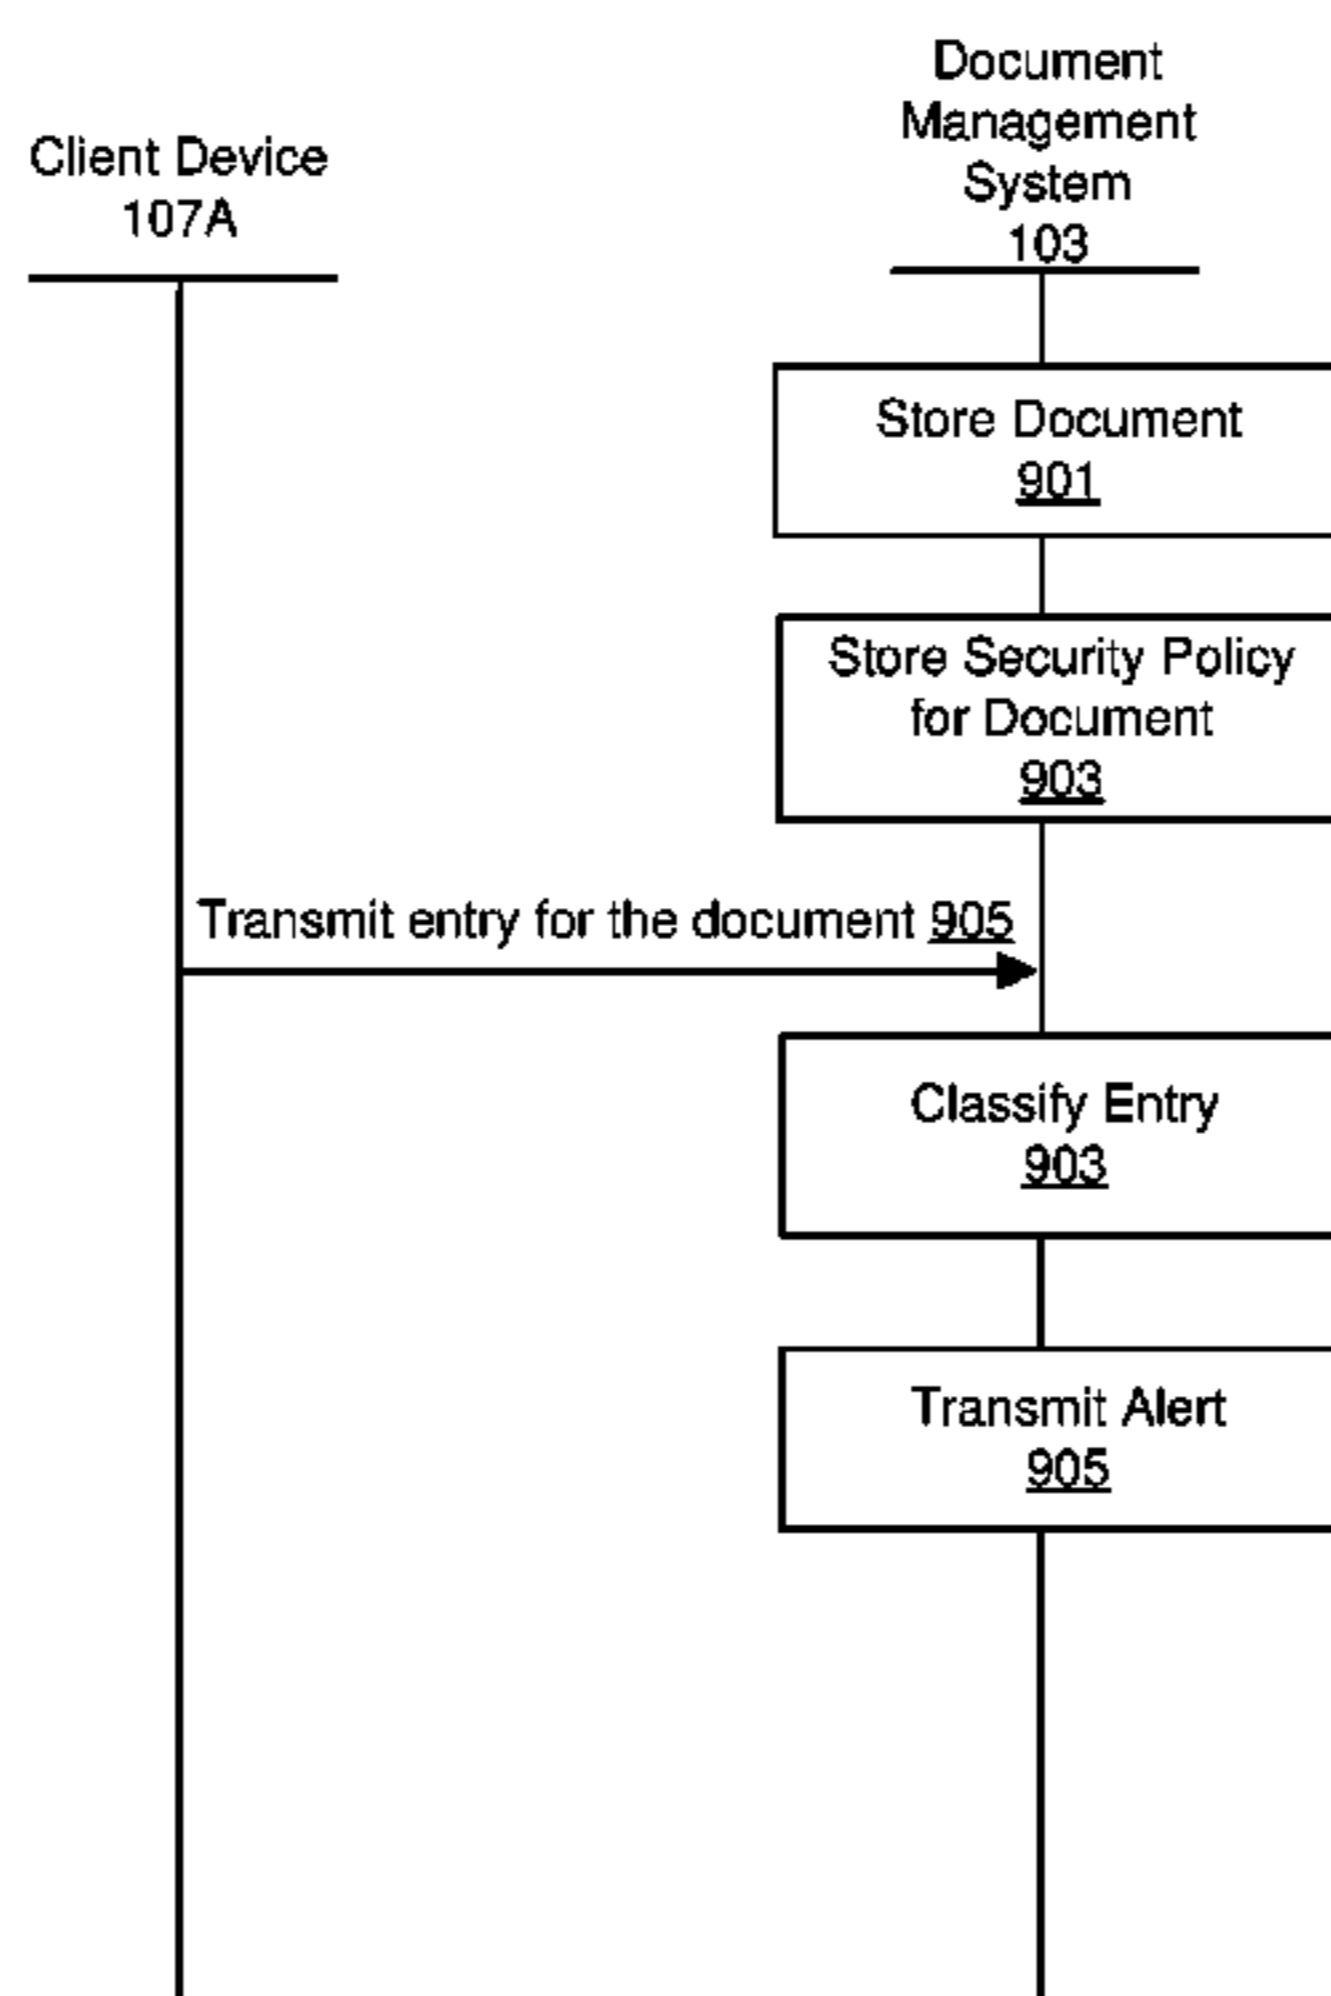 Client Device
107A
Document
Management
System
103
Store Document
901
Store Security Policy
for Document
903
Transmit entry for the document 905
Classify Entry
903
Transmit Alert
905